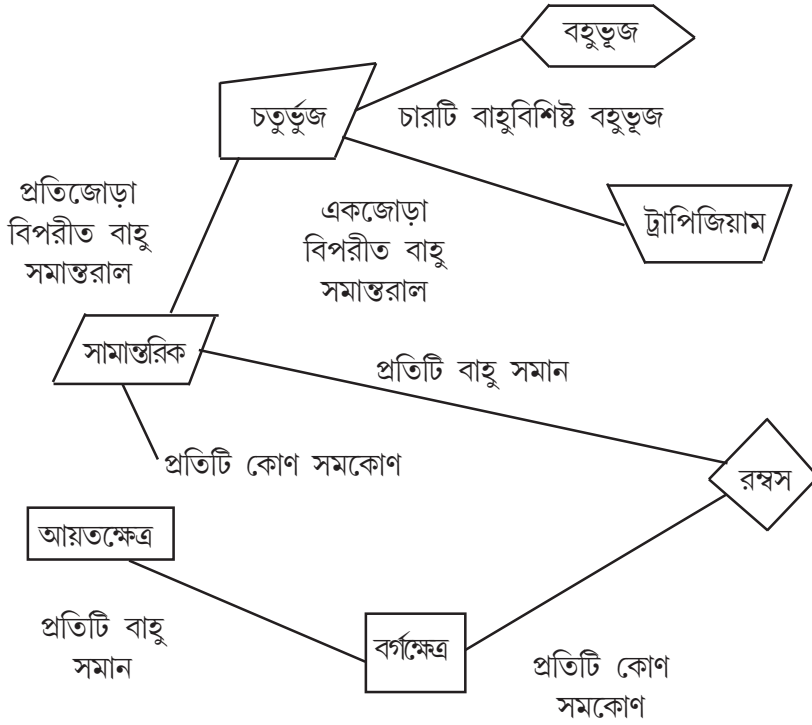 বহুভূজ
চতুর্ভুজ
চারটি বাহুবিশিষ্ট বহুভূজ
প্রতিজোড়া
বিপরীত বাহু
সমান্তরাল
একজোড়া
বিপরীত বাহু
সমান্তরাল
ট্রাপিজিয়াম
সামান্তরিক
প্রতিটি বাহু সমান
প্রতিটি কোণ সমকোণ
রম্বস
আয়তক্ষেত্র
প্রতিটি বাহু
সমান
বর্গক্ষেত্র
প্রতিটি কোণ
সমকোণ